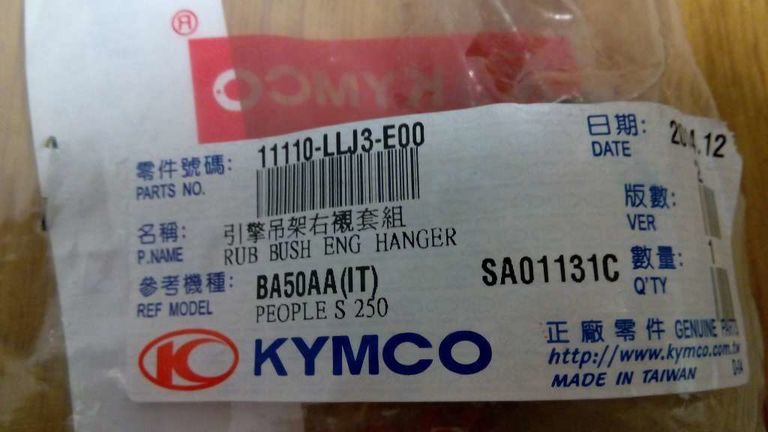 ®
KYMCO
日期:
DATE
零件號碼: 11110-LLJ3-E00
PARTS NO.
版數:
VER
名稱: 引擎吊架右襯套組
P.NAME RUB BUSH ENG HANGER
數量: 1
Q'TY
參考機種: BA50AA(IT) SA01131C
REF MODEL PEOPLE S 250
KYMCO
正廠零件 GENUINE PARTS
http://www.kymco.com.tw
MADE IN TAIWAN